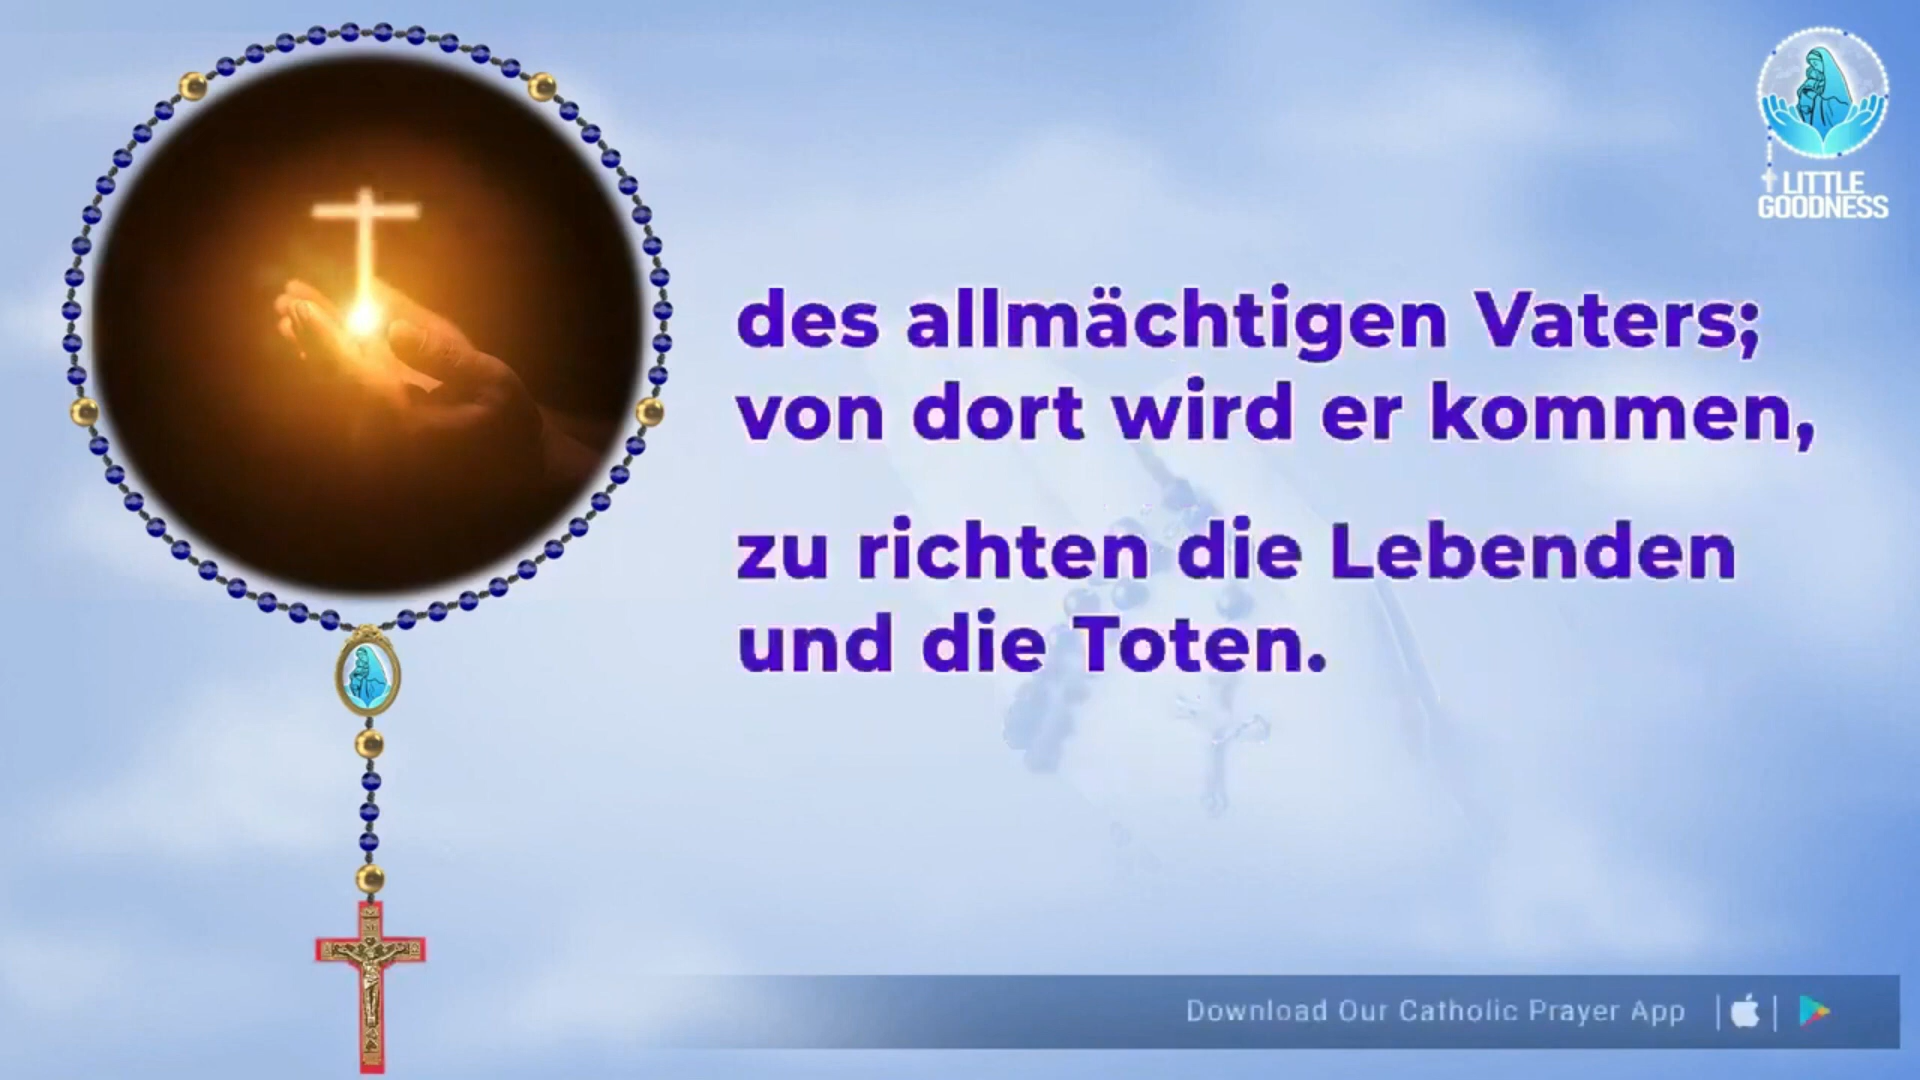 LITTLE
GOODNESS
des allmächtigen Vaters;
von dort wird er kommen,
zu richten die Lebenden
und die Toten.
Download Our Catholic Prayer App